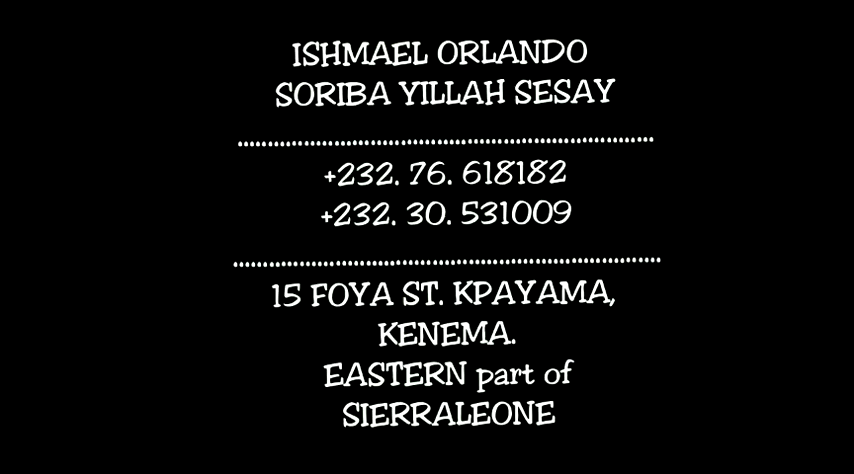 ISHMAEL ORLANDO
SORIBA YILLAH SESAY
................................................................
+232. 76. 618182
+232. 30. 531009
..................................................................
15 FOYA ST. KPAYAMA,
KENEMA.
EASTERN part of
SIERRALEONE